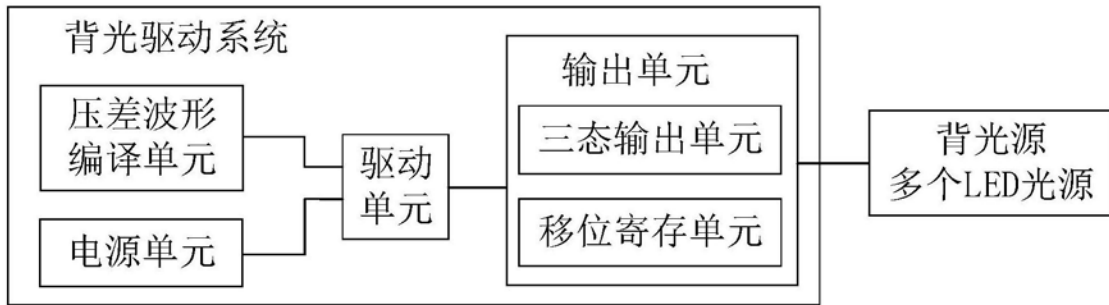 背光驱动系统
压差波形
编译单元
电源单元
驱动
单元
输出单元
三态输出单元
移位寄存单元
背光源
多个LED光源